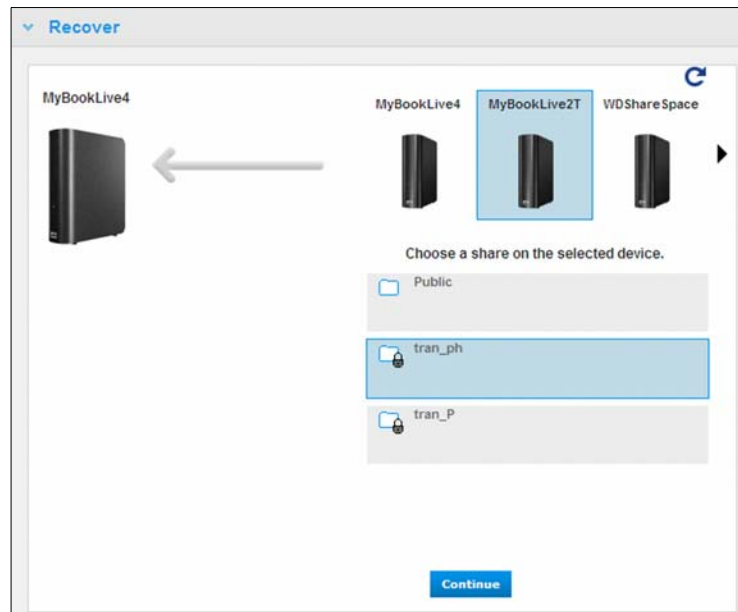 Recover
MyBookLive4
MyBookLive4 MyBookLive2T WDShareSpace
Choose a share on the selected device.
Public
tran_ph
tran_P
Continue